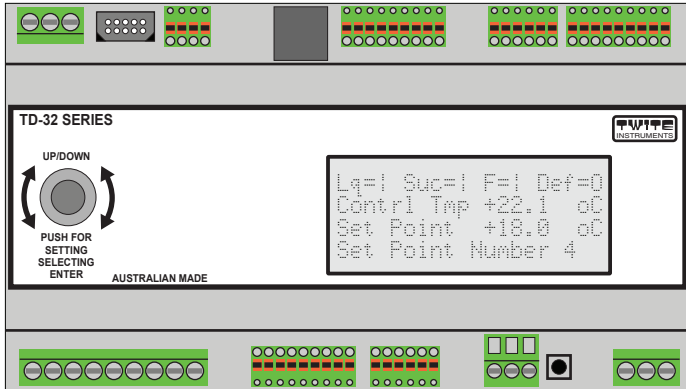 TD-32 SERIES
TWITE
INSTRUMENTS
UP/DOWN
PUSH FOR
SETTING
SELECTING
ENTER
AUSTRALIAN MADE
Lq=¦ Suc=¦ F=¦ Def=0
Contrl Tmp +22.1 oC
Set Point +18.0 oC
Set Point Number 4